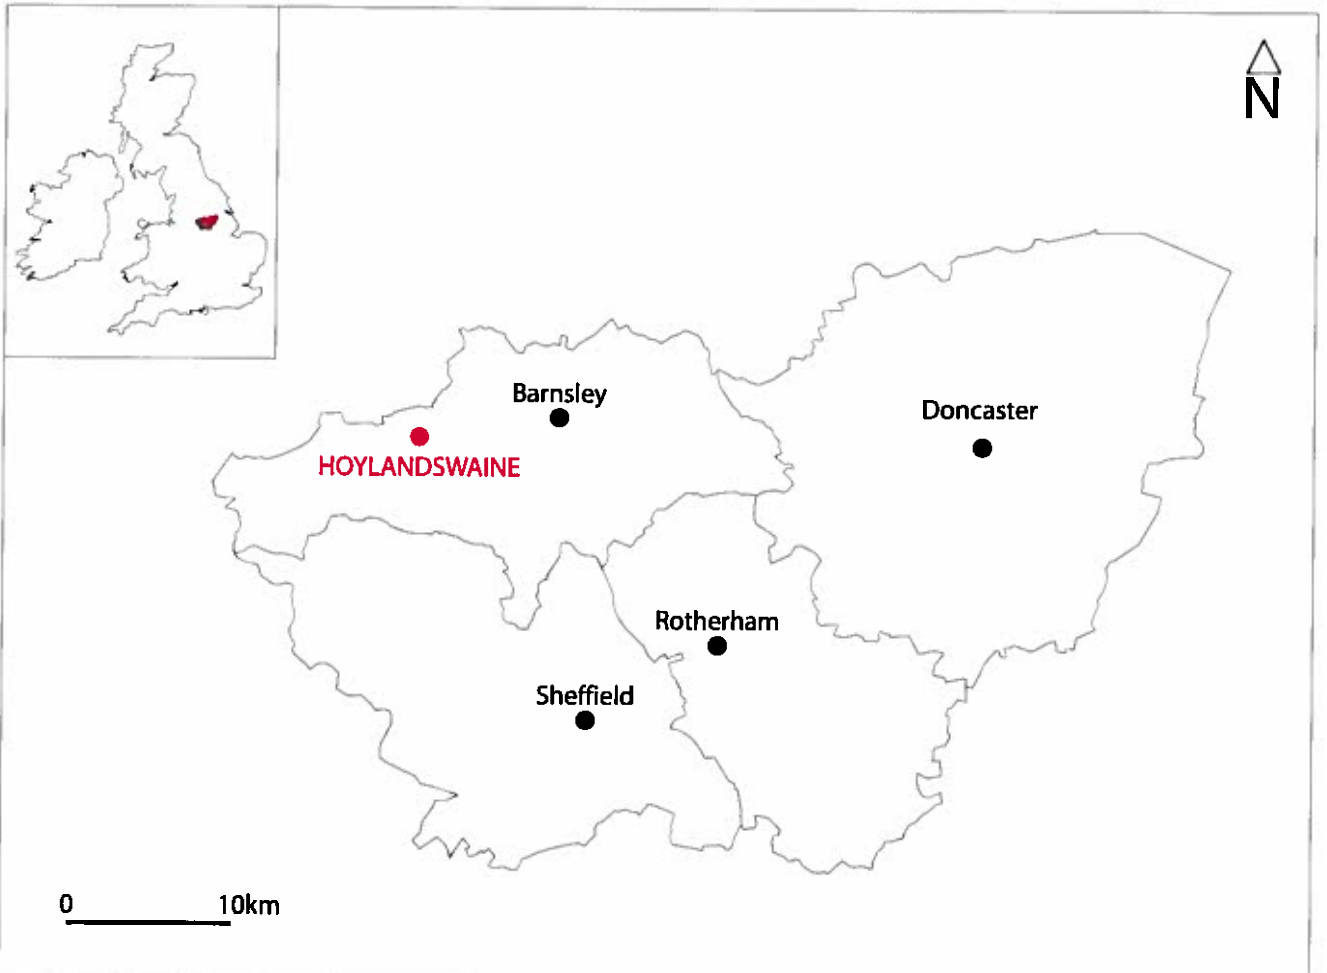 N
Barnsley
Doncaster
HOYLANDSWAINE
Rotherham
Sheffield
0 10km